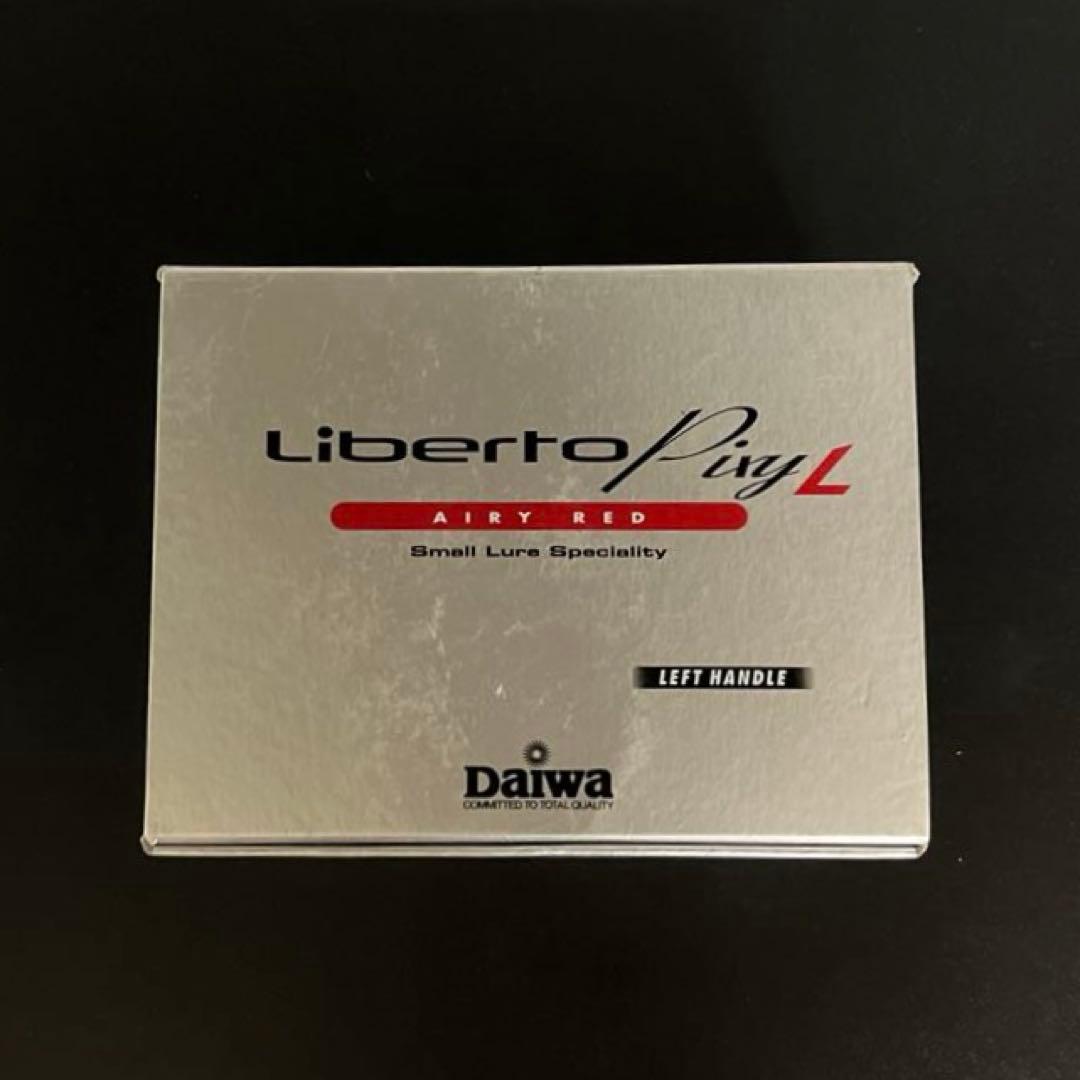 Liberto Pixy L
AIRY RED
Small Lure Speciality
LEFT HANDLE
Daiwa
COMMITTED TO TOTAL QUALITY